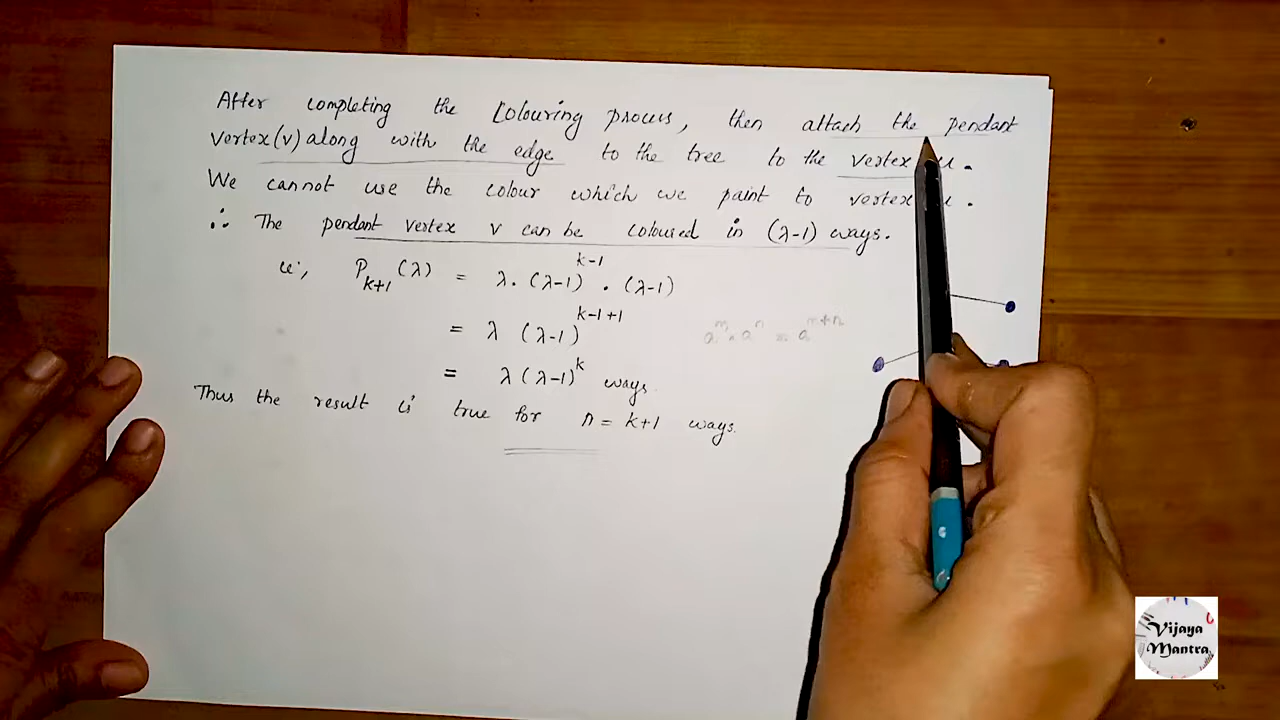 After completing the Colouring process, then attach the pendant
vertex(v) along with the edge to the tree to the vertex u.
We cannot use the colour which we paint to vertex u.
∴ The pendant vertex v can be coloured in (λ-1) ways.
ie, P_{k+1}(λ) = λ. (λ-1)^{k-1} . (λ-1)
= λ (λ-1)^{k-1+1}
a^m . a^n = a^{m+n}
= λ (λ-1)^k ways.
Thus the result is true for n = k+1 ways.
Vijaya
Mantra